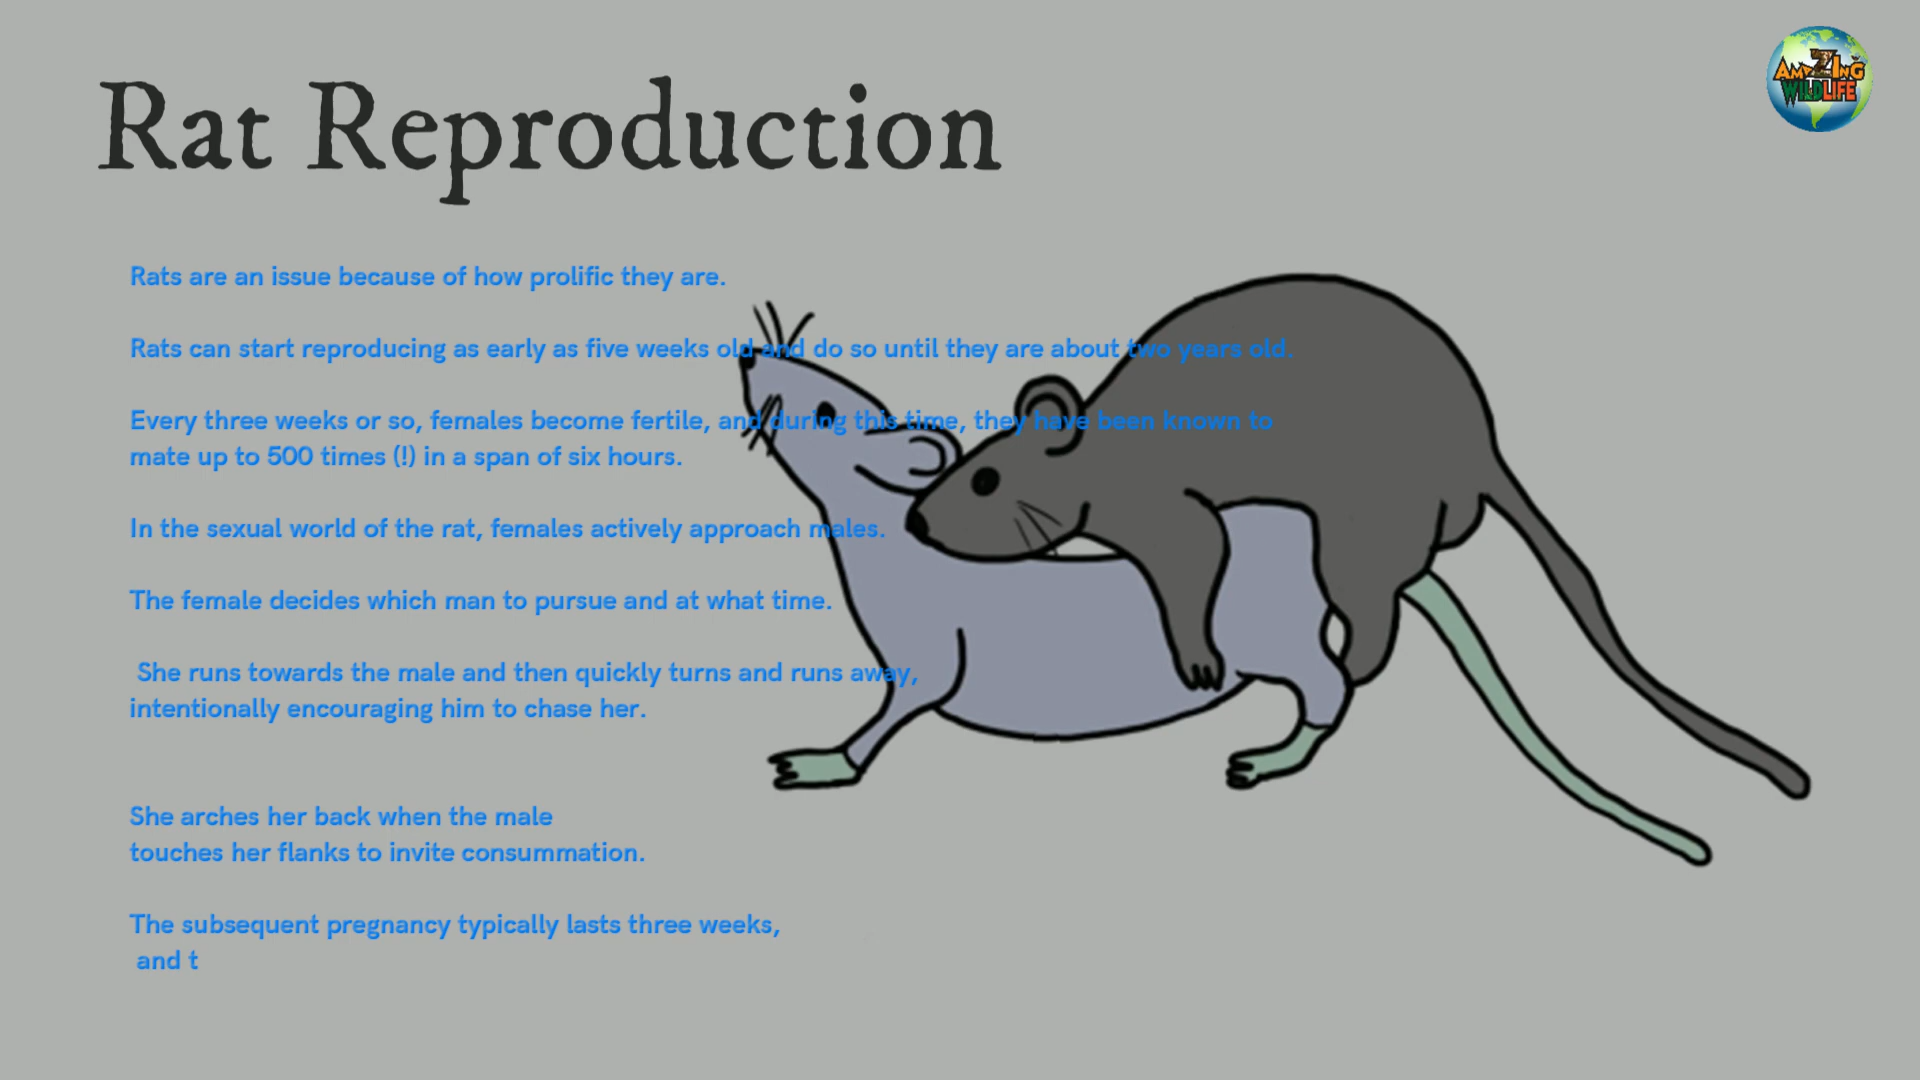 Rat Reproduction
AmaZIng
WILDLIFE
Rats are an issue because of how prolific they are.
Rats can start reproducing as early as five weeks old and do so until they are about two years old.
Every three weeks or so, females become fertile, and during this time, they have been known to
mate up to 500 times (!) in a span of six hours.
In the sexual world of the rat, females actively approach males.
The female decides which man to pursue and at what time.
She runs towards the male and then quickly turns and runs away,
intentionally encouraging him to chase her.
She arches her back when the male
touches her flanks to invite consummation.
The subsequent pregnancy typically lasts three weeks,
and t